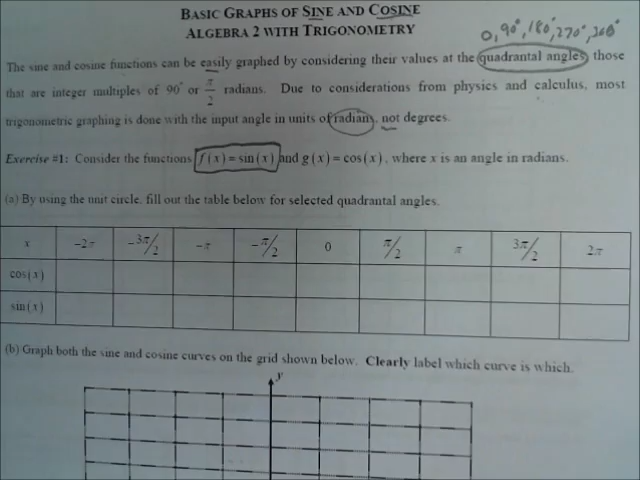 BASIC GRAPHS OF SINE AND COSINE
ALGEBRA 2 WITH TRIGONOMETRY
0, 90°, 180°, 270°, 360°
The sine and cosine functions can be easily graphed by considering their values at the quadrantal angles, those
that are integer multiples of 90° or π/2 radians. Due to considerations from physics and calculus, most
trigonometric graphing is done with the input angle in units of radians, not degrees.
Exercise #1: Consider the functions f(x)=sin(x) and g(x)=cos(x), where x is an angle in radians.
(a) By using the unit circle, fill out the table below for selected quadrantal angles.
x −2π −3π/2 −π −π/2 0 π/2 π 3π/2 2π
cos(x)
sin(x)
(b) Graph both the sine and cosine curves on the grid shown below. Clearly label which curve is which.
y